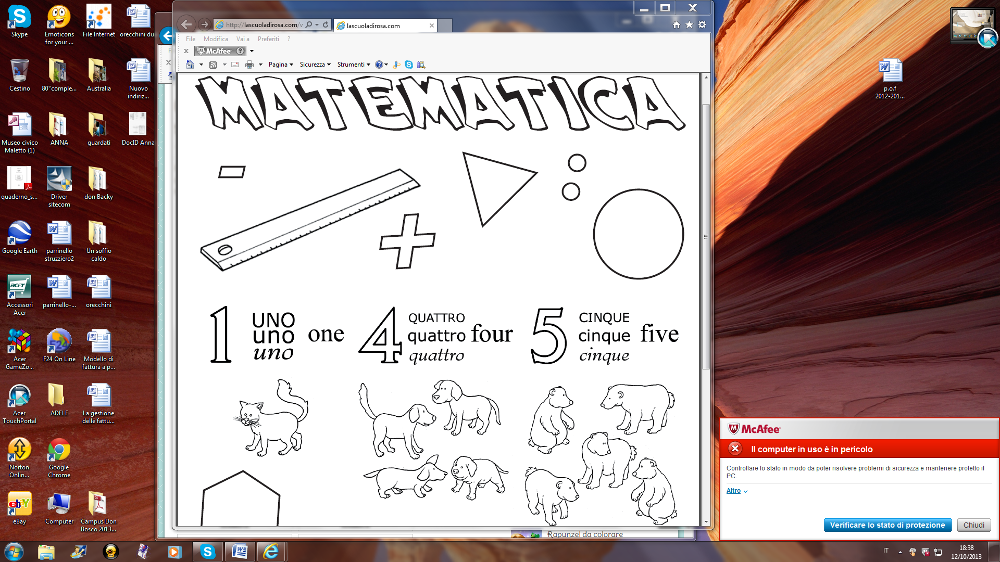 Skype
Emoticons
for your ...
File Internet
orecchini du
Cestino
80°comple...
Australia
Nuovo
indiriz...
Museo civico
Maletto (1)
ANNA
guardati
DocID Anna
quaderno_s...
Driver
sitecom
don Backy
Google Earth
parrinello
struzziero2
Un soffio
caldo
acer
Accessori
Acer
parrinello-...
orecchini
Acer
GameZo...
F24
F24 On Line
Modello di
fattura a p...
Acer
TouchPortal
ADELE
La gestione
delle fattu...
Norton
Onlin...
Google
Chrome
ebY
eBay
Computer
Campus Don
Bosco 2013...
http://lascuoladirosa.com/v
lascuoladirosa.com
File Modifica Vai a Preferiti ?
McAfee
Pagina Sicurezza Strumenti
MATEMATICA
1 UNO
uno
uno
one
4 QUATTRO
quattro
quattro
four
5 CINQUE
cinque
cinque
five
Rapunzel da colorare
p.o.f
2012-201...
McAfee
Il computer in uso è in pericolo
Controllare lo stato in modo da poter risolvere problemi di sicurezza e mantenere protetto il
PC.
Altro
Verificare lo stato di protezione
Chiudi
IT
18:38
12/10/2013